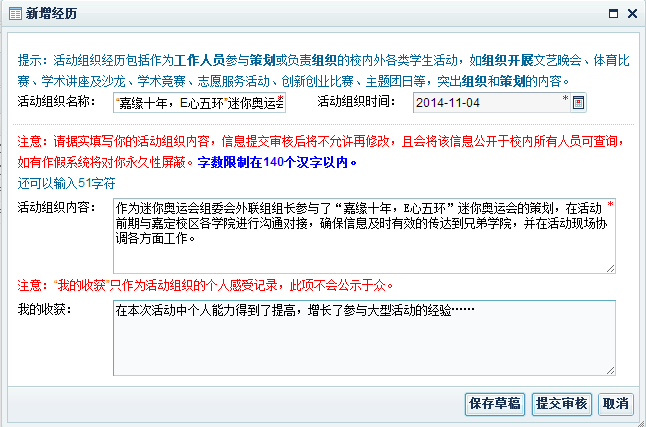 新增经历
提示：活动组织经历包括作为工作人员参与策划或负责组织的校内外各类学生活动，如组织开展文艺晚会、体育比
赛、学术讲座及沙龙、学术竞赛、志愿服务活动、创新创业比赛、主题团日等，突出组织和策划的内容。
活动组织名称： “嘉缘十年，E心五环”迷你奥运会* 活动组织时间： 2014-11-04 *
注意：请据实填写你的活动组织内容，信息提交审核后将不允许再修改，且会将该信息公开于校内所有人员可查询，
如有作假系统将对你永久性屏蔽。字数限制在140个汉字以内。
还可以输入51字符
活动组织内容： 作为迷你奥运会组委会外联组组长参与了“嘉缘十年，E心五环”迷你奥运会的策划，在活动 *
前期与嘉定校区各学院进行沟通对接，确保信息及时有效的传达到兄弟学院，并在活动现场协
调各方面工作。
注意：“我的收获”只作为活动组织的个人感受记录，此项不会公示于众。
我的收获： 在本次活动中个人能力得到了提高，增长了参与大型活动的经验……
保存草稿 提交审核 取消